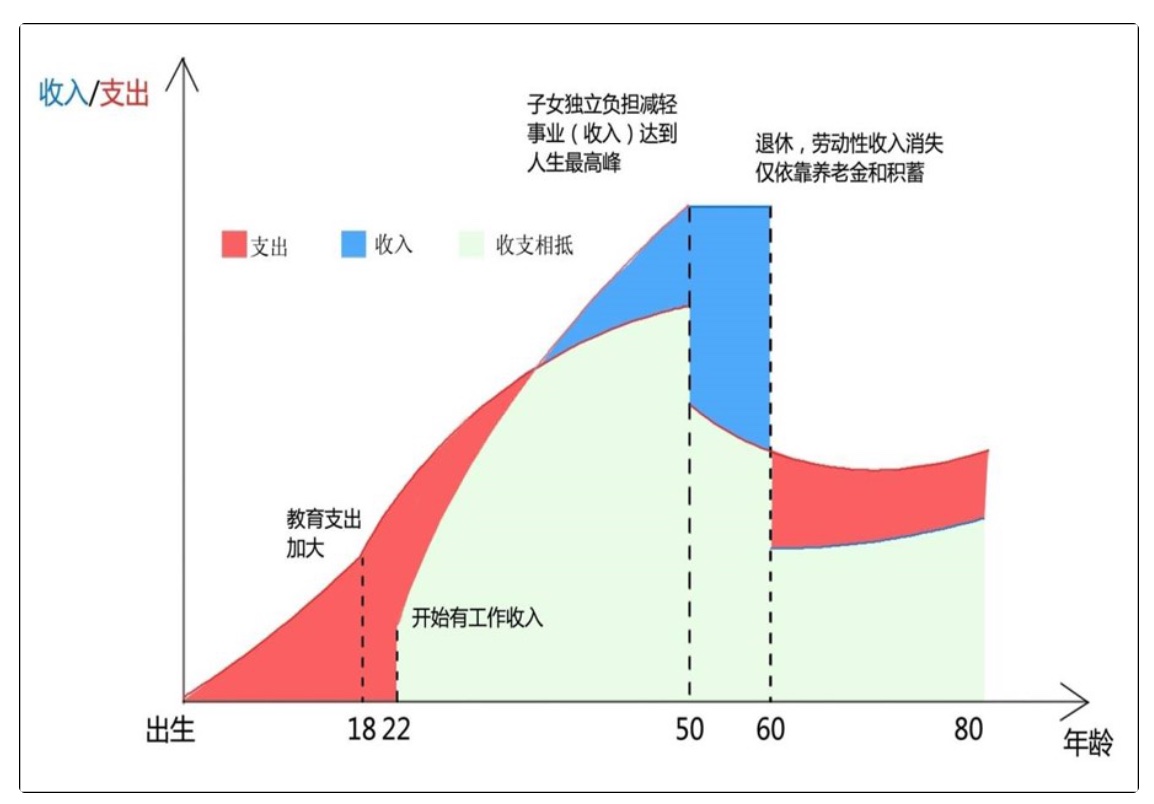 收入/支出
子女独立负担减轻
事业（收入）达到
人生最高峰
退休，劳动性收入消失
仅依靠养老金和积蓄
支出 收入 收支相抵
教育支出
加大
开始有工作收入
出生 18 22 50 60 80 年龄